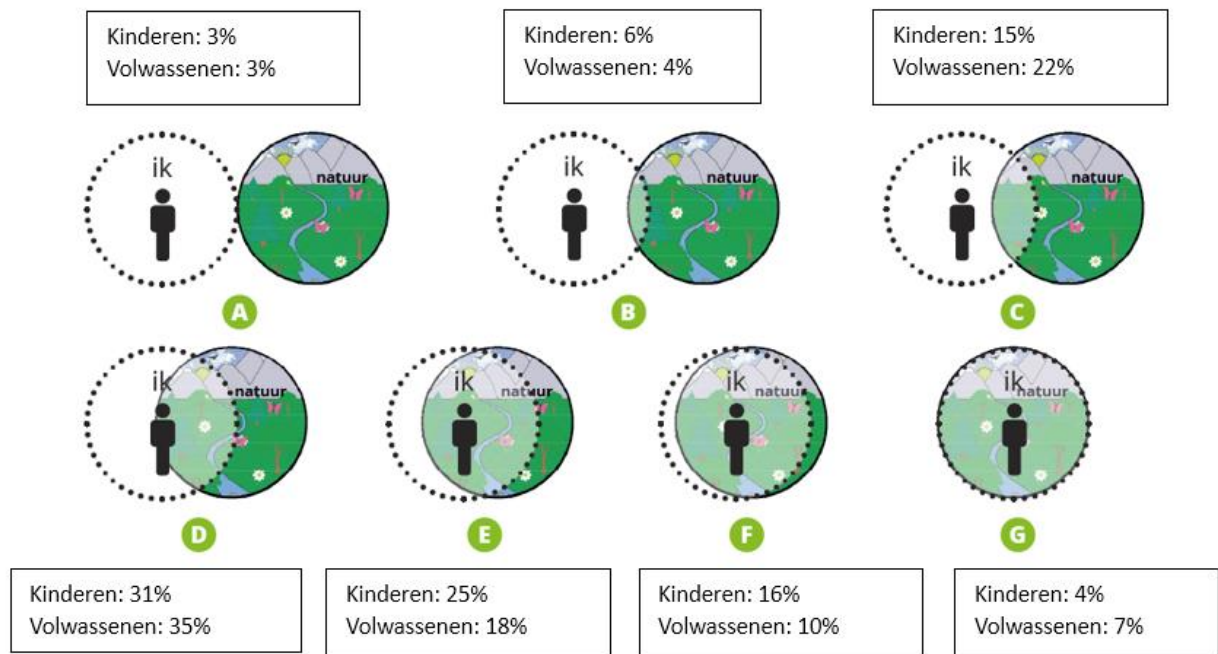 Kinderen: 3%
Volwassenen: 3%
Kinderen: 6%
Volwassenen: 4%
Kinderen: 15%
Volwassenen: 22%
ik
natuur
A
ik
natuur
B
ik
natuur
C
ik
natuur
D
ik
natuur
E
ik
natuur
F
ik
natuur
G
Kinderen: 31%
Volwassenen: 35%
Kinderen: 25%
Volwassenen: 18%
Kinderen: 16%
Volwassenen: 10%
Kinderen: 4%
Volwassenen: 7%